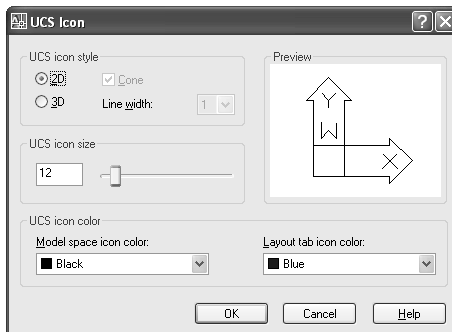 UCS Icon
UCS icon style
2D
Cone
3D
Line width:
1
Preview
Y
W
X
UCS icon size
12
UCS icon color
Model space icon color:
Black
Layout tab icon color:
Blue
OK
Cancel
Help